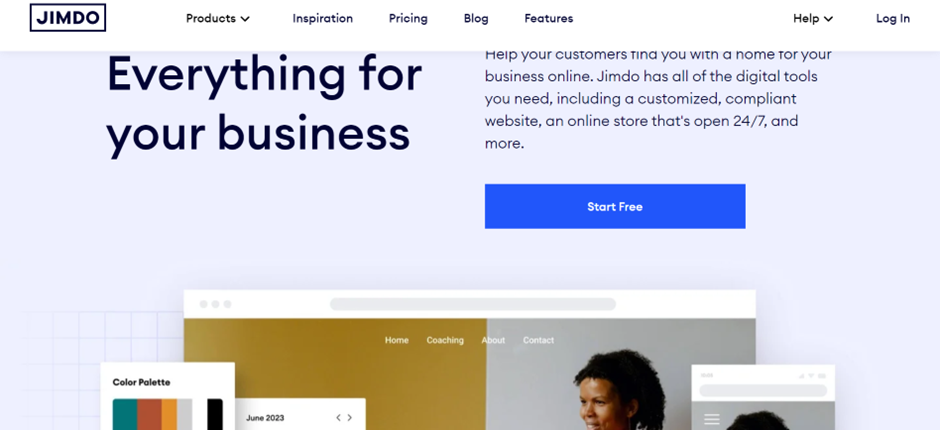 JIMDO
Products Inspiration Pricing Blog Features Help Log In
Everything for
your business
Help your customers find you with a home for your
business online. Jimdo has all of the digital tools
you need, including a customized, compliant
website, an online store that's open 24/7, and
more.
Start Free
Home Coaching About Contact
Color Palette
June 2023